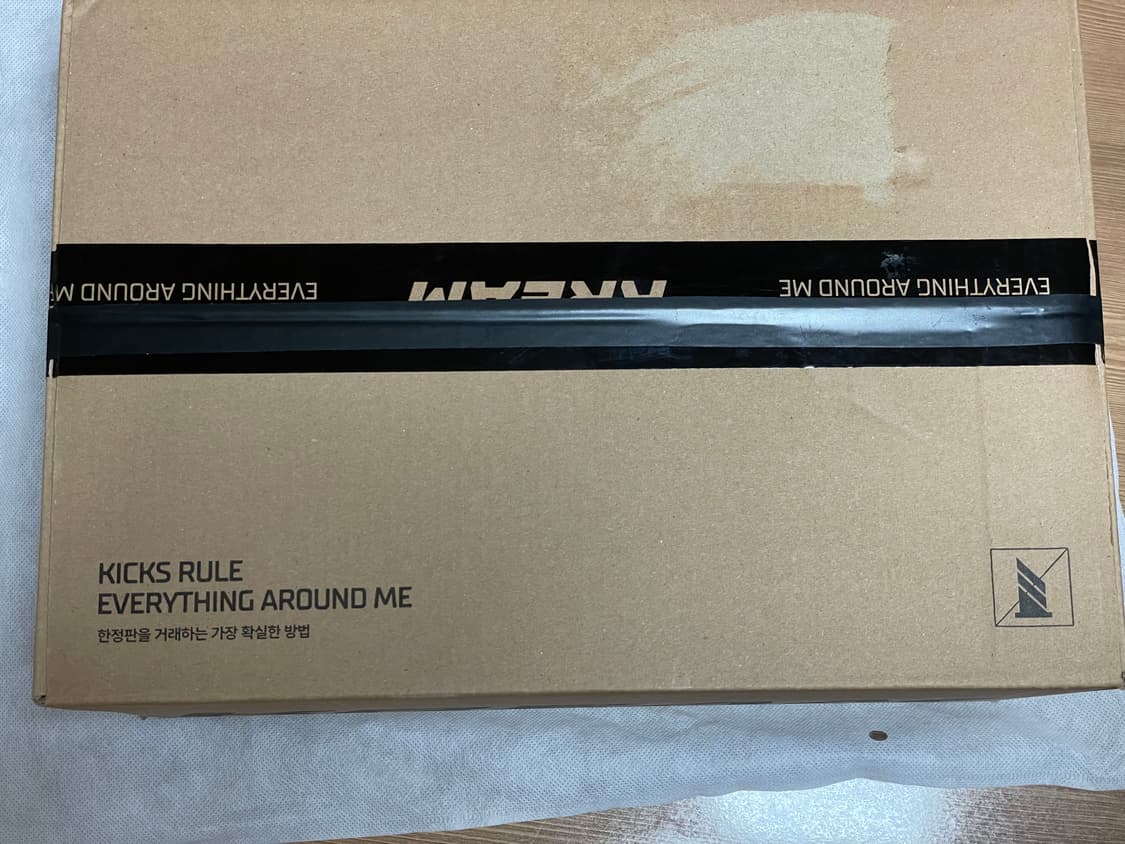 EVERYTHING AROUND ME
KREAM
EVERYTHING AROUND ME
KICKS RULE
EVERYTHING AROUND ME
한정판을 거래하는 가장 확실한 방법